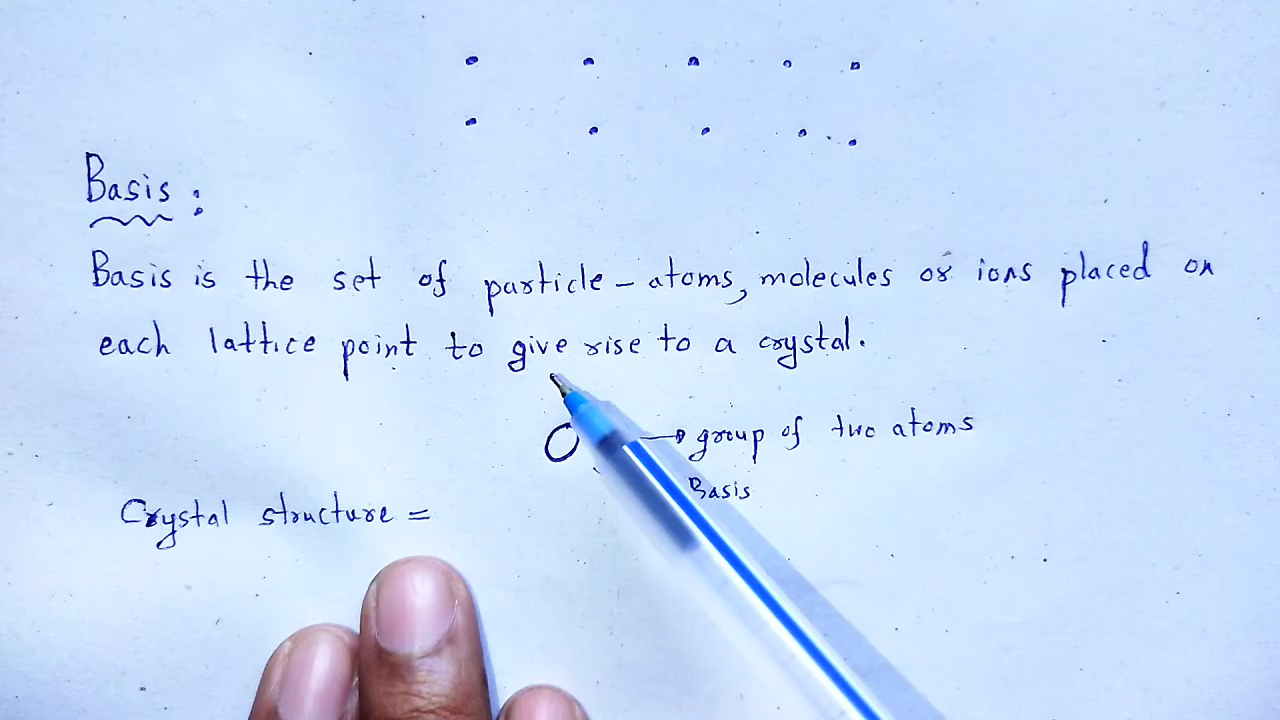 Basis :
Basis is the set of particle - atoms, molecules or ions placed on
each lattice point to give rise to a crystal.
→ group of two atoms
Basis
Crystal structure =